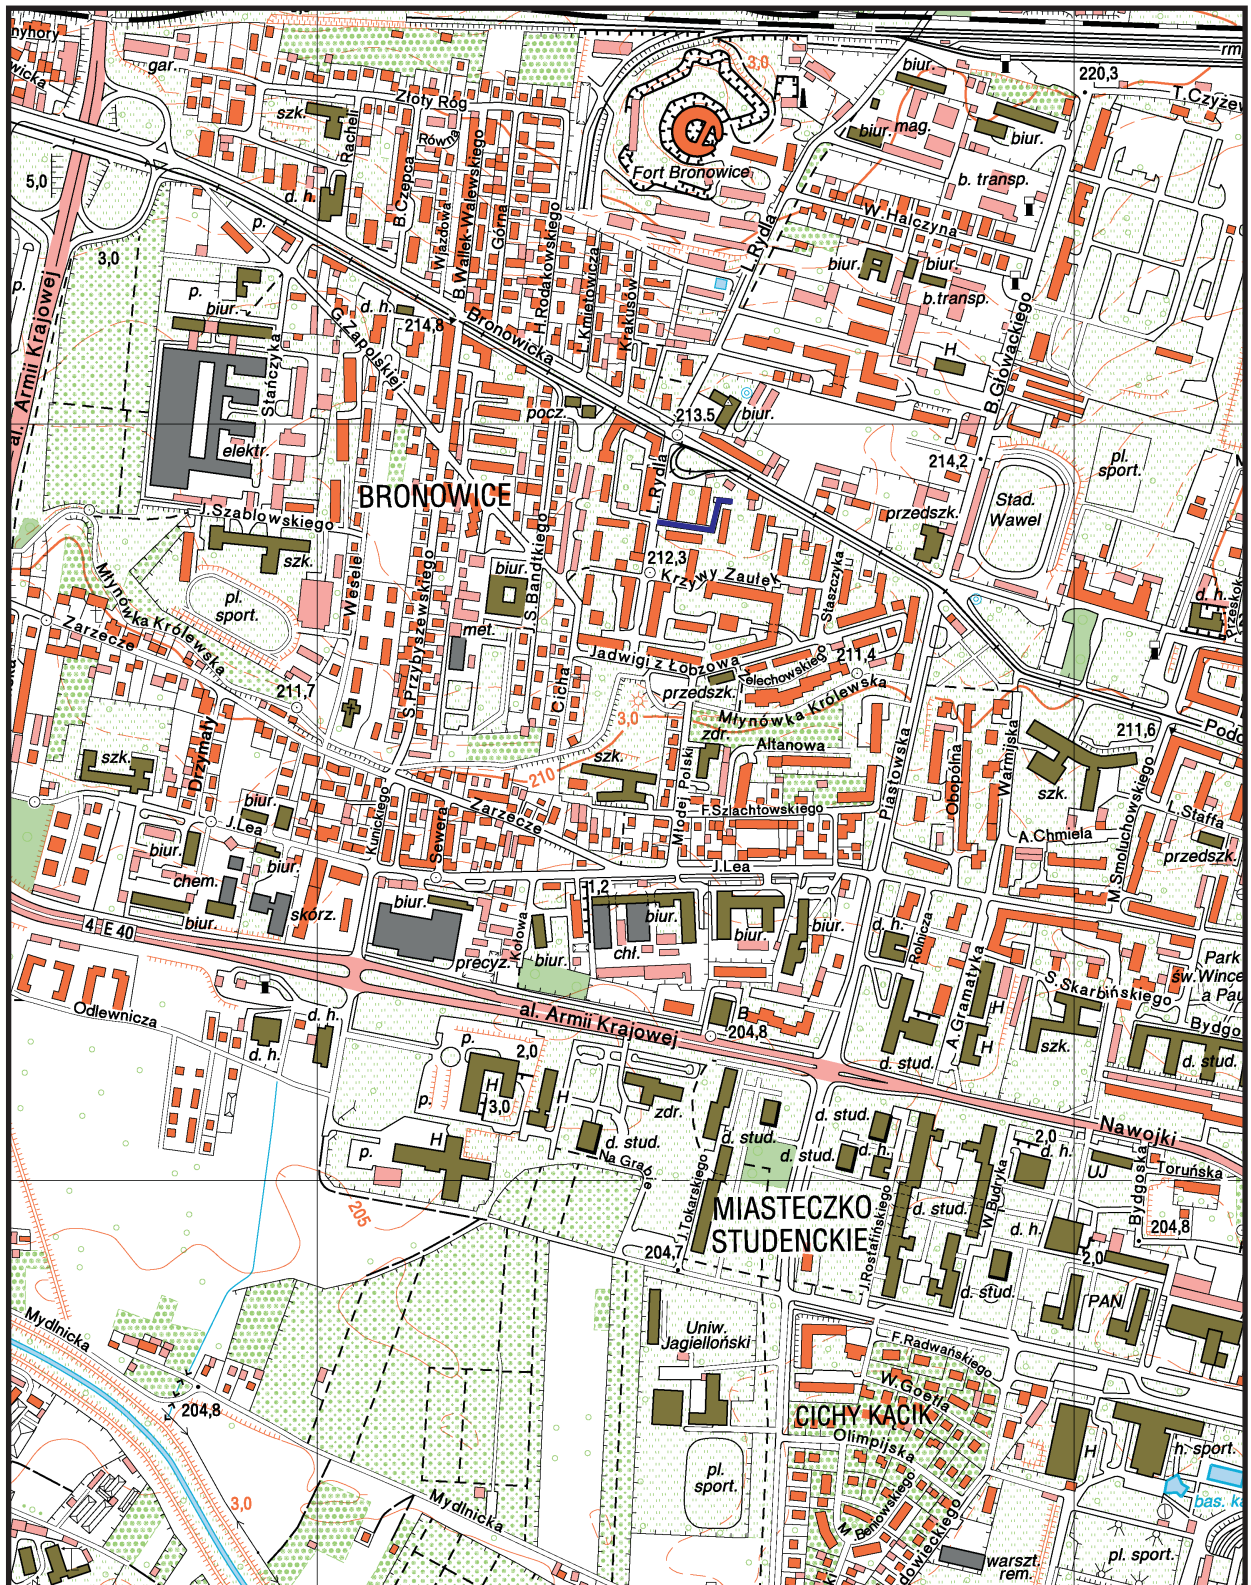 nyhory
wicka
gar.
szk.
Rachel
Złoty Róg
Równa
B.Czepca
Wjazdowa
B.Wallek-Walewskiego
Górna
H.Rodakowskiego
L.Kmietowicza
Krakusów
3,0
Fort Bronowice
L.Rydla
biur.
220,3
T.Czyżew
rm
biur.
mag.
biur.
b. transp.
W.Halczyna
biur.
biur.
b.transp.
H
B.Głowackiego
5,0
d. h.
p.
3,0
p.
p.
biur.
al. Armii Krajowej
Stańczyka
elektr.
G.Zapolskiej
d. h.
214,8
Bronowicka
pocz.
213.5
biur.
214,2
pl.
sport.
Stad.
Wawel
przedszk.
BRONOWICE
Rydla
J.Szablowskiego
szk.
Wesele
S.Przybyszewskiego
biur.
J.S.Bandtkiego
met.
212,3
Krzywy Zaułek
Staszczyka
d. h.
Młynówka Królewska
pl.
sport.
Zarzecze
211,7
Cicha
Jadwigi z Łobzowa
elechowskiego
211,4
przedszk.
Młynówka Królewska
3,0
zdr.
Altanowa
Piastowska
Obopólna
Warmijska
211,6
szk.
M.Smoluchowskiego
L.Staffa
przedszk.
A.Chmiela
szk.
Drzymały
210
szk.
Młodej Polski
F.Szlachtowskiego
Zarzecze
Sewera
Kunickiego
biur.
J.Lea
J.Lea
biur.
chem.
biur.
biur.
skórz.
biur.
precyz.
Kołowa
biur.
1,2
biur.
chł.
biur.
biur.
d. h.
Rolnicza
A.Gramatyka
S.Skarbińskiego
Park
św.Wince
a Pau
4
E 40
Odlewnicza
d. h.
d. h.
al. Armii Krajowej
B
204,8
d. stud.
H
H
szk.
Bydgo
d. stud.
p.
2,0
H
3,0
p.
H
zdr.
d. stud.
Na Grobie
H
p.
205
d. stud.
d. stud.
d. stud.
d. h.
J.Tokarskiego
MIASTECZKO
STUDENCKIE
J.Rostafińskiego
d. stud.
W.Budryka
2,0
d. h.
Nawojki
UJ
Toruńska
Bydgoska
d. h.
204,8
2,0
204,7
d. stud.
PAN
Mydlnicka
204,8
3,0
Mydlnicka
Uniw.
Jagielloński
pl.
sport.
F.Radwańskiego
W.Goetla
CICHY KĄCIK
Olimpijska
M. Beniowskiego
H
h. sport.
bas. k
warszt.
rem.
pl. sport.